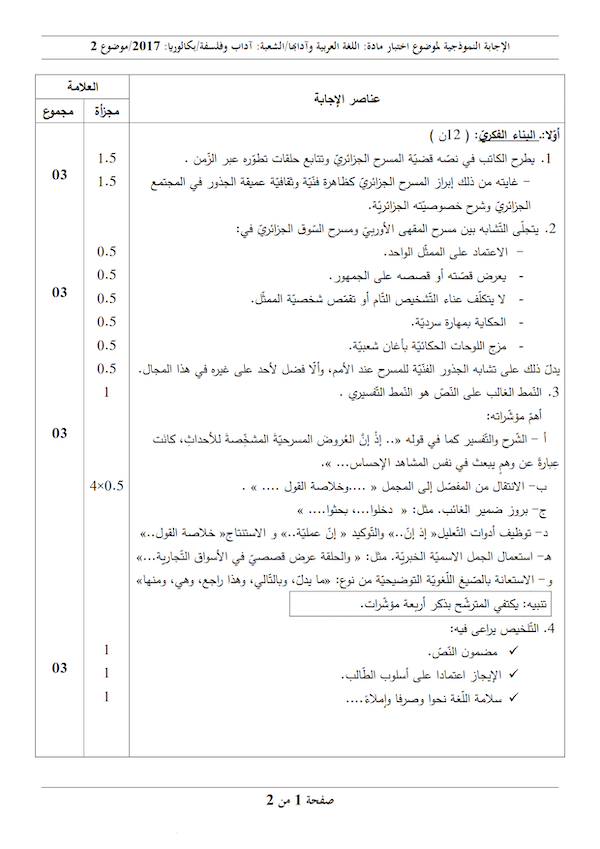 الإجابة النموذجية لموضوع اختبار مادة: اللغة العربية وآدابها/الشعبة: آداب وفلسفة/بكالوريا: 2017/موضوع 2
العلامة
عناصر الإجابة
مجموع مجزأة
أوّلا:. البناء الفكريّ: ( 12ن )
1. يطرح الكاتب في نصّه قضيّة المسرح الجزائريّ وتتابع حلقات تطوّره عبر الزّمن . 1.5
03
– غايته من ذلك إبراز المسرح الجزائريّ كظاهرة فنّيّة وثقافيّة عميقة الجذور في المجتمع 1.5
الجزائريّ وشرح خصوصيّته الجزائريّة.
2. يتجلّى التّشابه بين مسرح المقهى الأوربيّ ومسرح السّوق الجزائريّ في:
– الاعتماد على الممثّل الواحد. 0.5
- يعرض قصّته أو قصصه على الجمهور. 0.5
03
- لا يتكلّف عناء التّشخيص التّام أو تقمّص شخصيّة الممثّل. 0.5
- الحكاية بمهارة سرديّة. 0.5
- مزج اللوحات الحكائيّة بأغان شعبيّة. 0.5
يدلّ ذلك على تشابه الجذور الفنّيّة للمسرح عند الأمم، وألّا فضل لأحد على غيره في هذا المجال. 0.5
3. النّمط الغالب على النّصّ هو النّمط التّفسيري . 1
أهمّ مؤشّراته:
03
أ – الشّرح والتّفسير كما في قوله «.. إذْ إنّ العُروضَ المسرحيّةَ المشخِّصةَ للأحداثِ، كانت
عِبارةً عن وهمٍ يبعث في نفس المشاهد الإحساس... ».
ب– الانتقال من المفصّل إلى المجمل « ....وخلاصة القول .... » . 0.5×4
ج– بروز ضمير الغائب. مثل: « دخلوا...، بحثوا.... »
د– توظيف أدوات التّعليل« إذ إنّ..» والتّوكيد « إنّ عمليّة..» و الاستنتاج« خلاصة القول..»
هـ– استعمال الجمل الاسميّة الخبريّة. مثل: « والحلقة عرض قصصيّ في الأسواق التّجارية...»
و – الاستعانة بالصّيغ اللّغويّة التوضيحيّة من نوع: «ما يدلّ، وبالتّالي، وهذا راجع، وهي، ومنها»
تنبيه: يكتفي المترشّح بذكر أربعة مؤشّرات.
4. التّلخيص يراعى فيه:
✓ مضمون النّصّ. 1
03
✓ الإيجاز اعتمادا على أسلوب الطّالب. 1
✓ سلامة اللّغة نحوا وصرفا وإملاءً.... 1
صفحة 1 من 2